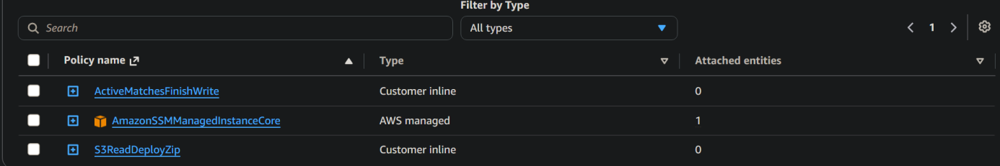 Filter by Type
Search
All types
1
Policy name Type Attached entities
ActiveMatchesFinishWrite Customer inline 0
AmazonSSMManagedInstanceCore AWS managed 1
S3ReadDeployZip Customer inline 0